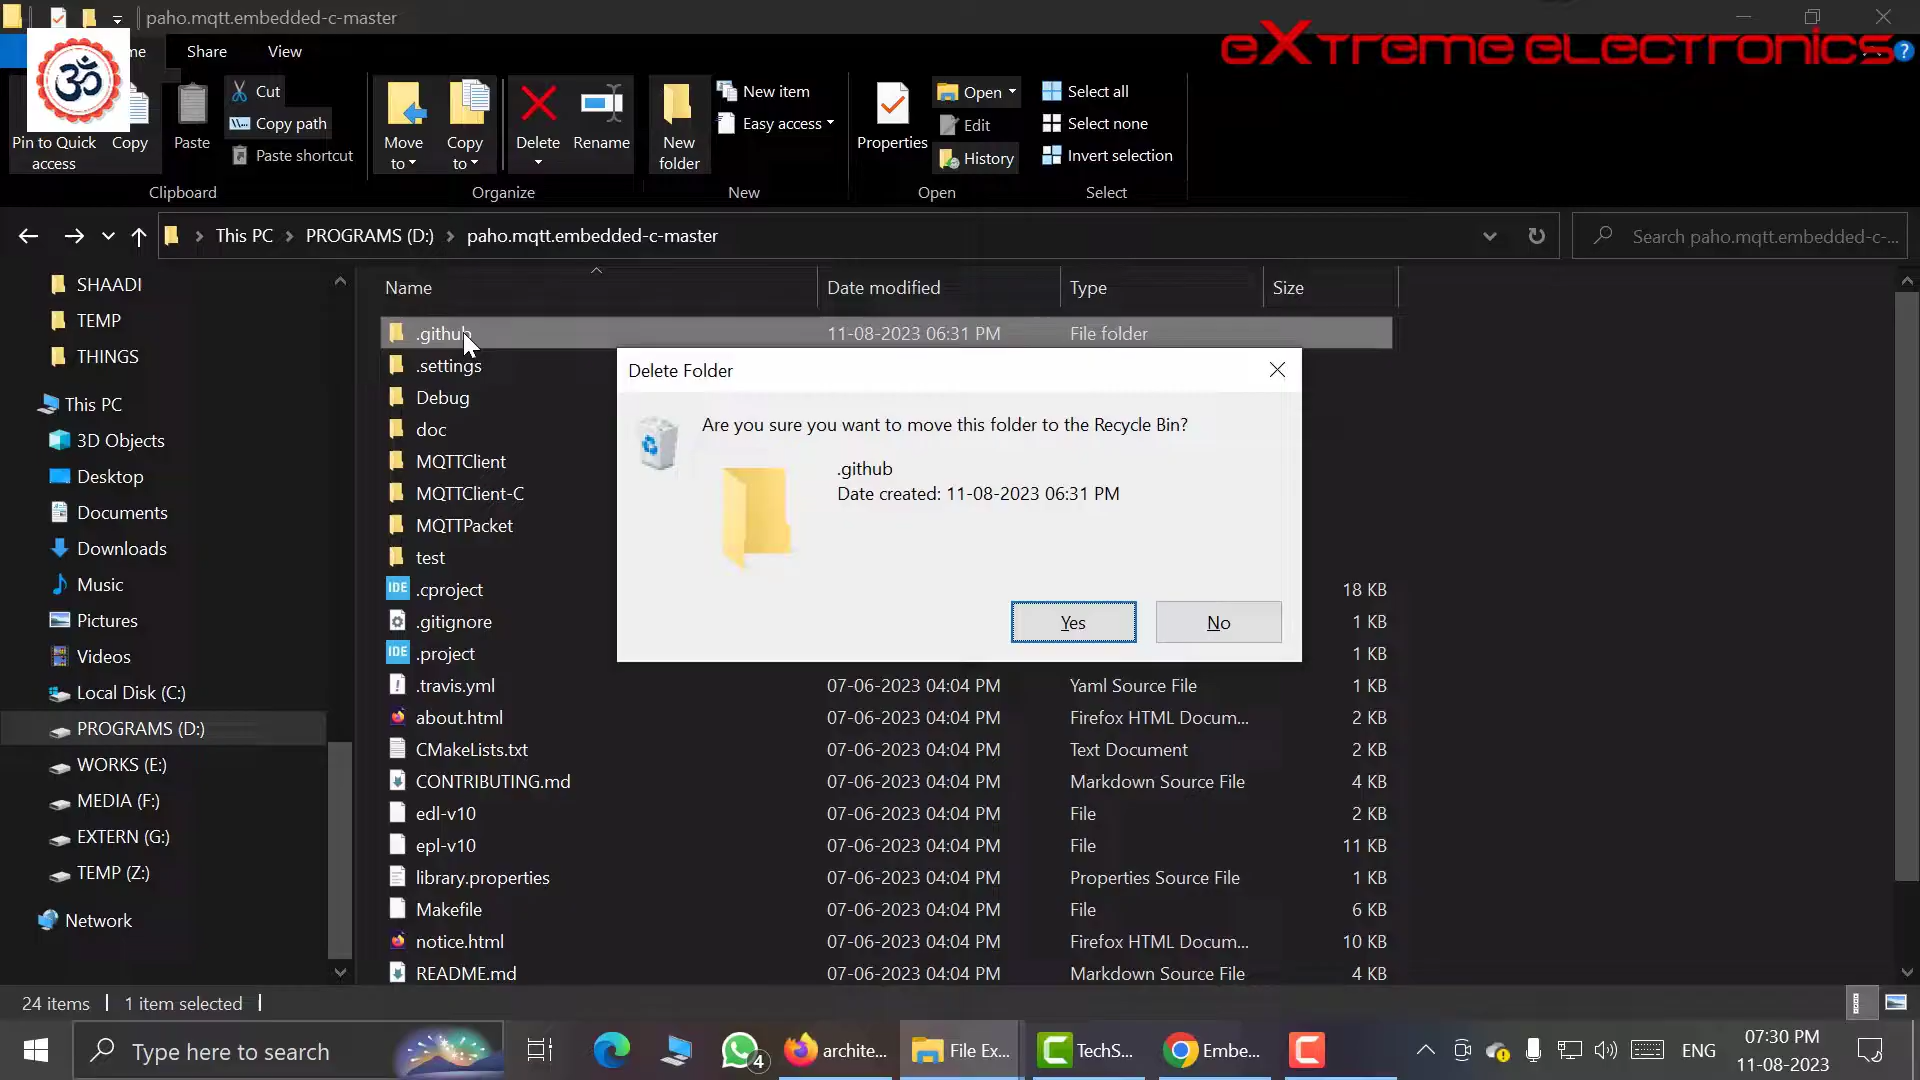 paho.mqtt.embedded-c-master
eXtreme electronics
Share
View
Pin to Quick access
Copy
Paste
Cut
Copy path
Paste shortcut
Clipboard
Move to
Copy to
Delete
Rename
Organize
New folder
New item
Easy access
New
Properties
Open
Edit
History
Open
Select all
Select none
Invert selection
Select
This PC
PROGRAMS (D:)
paho.mqtt.embedded-c-master
Search paho.mqtt.embedded-c-...
SHAADI
TEMP
THINGS
This PC
3D Objects
Desktop
Documents
Downloads
Music
Pictures
Videos
Local Disk (C:)
PROGRAMS (D:)
WORKS (E:)
MEDIA (F:)
EXTERN (G:)
TEMP (Z:)
Network
Name Date modified Type Size
.github 11-08-2023 06:31 PM File folder
.settings
Debug
doc
MQTTClient
MQTTClient-C
MQTTPacket
test
.cproject 18 KB
.gitignore 1 KB
.project 1 KB
.travis.yml 07-06-2023 04:04 PM Yaml Source File 1 KB
about.html 07-06-2023 04:04 PM Firefox HTML Docum... 2 KB
CMakeLists.txt 07-06-2023 04:04 PM Text Document 2 KB
CONTRIBUTING.md 07-06-2023 04:04 PM Markdown Source File 4 KB
edl-v10 07-06-2023 04:04 PM File 2 KB
epl-v10 07-06-2023 04:04 PM File 11 KB
library.properties 07-06-2023 04:04 PM Properties Source File 1 KB
Makefile 07-06-2023 04:04 PM File 6 KB
notice.html 07-06-2023 04:04 PM Firefox HTML Docum... 10 KB
README.md 07-06-2023 04:04 PM Markdown Source File 4 KB
Delete Folder
Are you sure you want to move this folder to the Recycle Bin?
.github
Date created: 11-08-2023 06:31 PM
Yes
No
24 items
1 item selected
Type here to search
4
archite...
File Ex...
TechS...
Embe...
ENG
07:30 PM
11-08-2023
ॐ
IDE
IDE